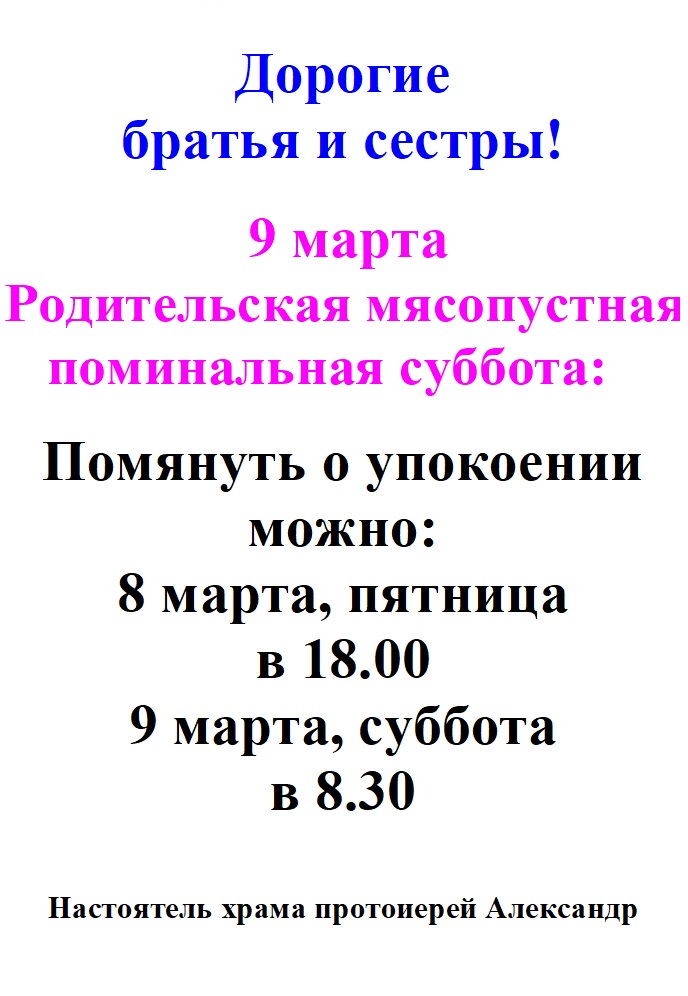 Дорогие
братья и сестры!
9 марта
Родительская мясопустная
поминальная суббота:
Помянуть о упокоении
можно:
8 марта, пятница
в 18.00
9 марта, суббота
в 8.30
Настоятель храма протоиерей Александр